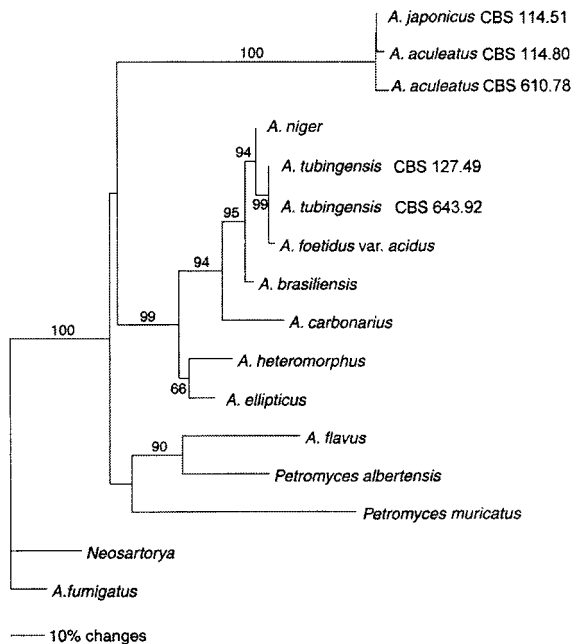 A. japonicus CBS 114.51
100
A. aculeatus CBS 114.80
A. aculeatus CBS 610.78
A. niger
94
A. tubingensis CBS 127.49
99
A. tubingensis CBS 643.92
95
A. foetidus var. acidus
94
A. brasiliensis
99
A. carbonarius
100
A. heteromorphus
66
A. ellipticus
A. flavus
90
Petromyces albertensis
Petromyces muricatus
Neosartorya
A.fumigatus
10% changes